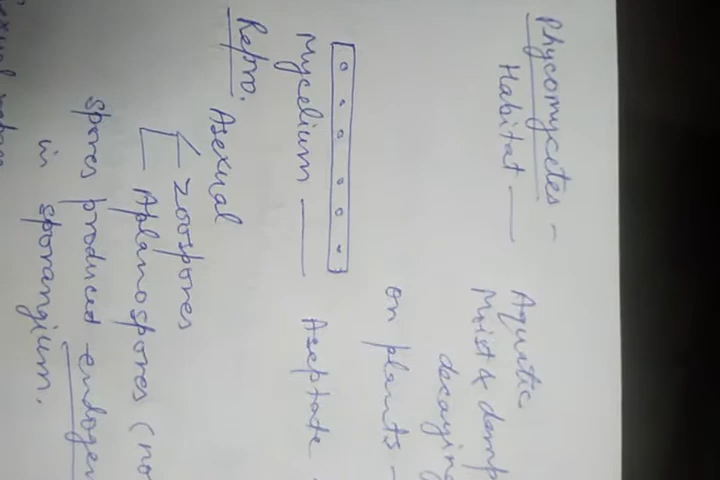 Phycomycetes -
Habitat — Aquatic
Moist & damp
decaying
on plants -
Mycelium — Aseptate
Repro. Asexual
Zoospores
Aplanospores (no
spores produced endogen
in sporangium.